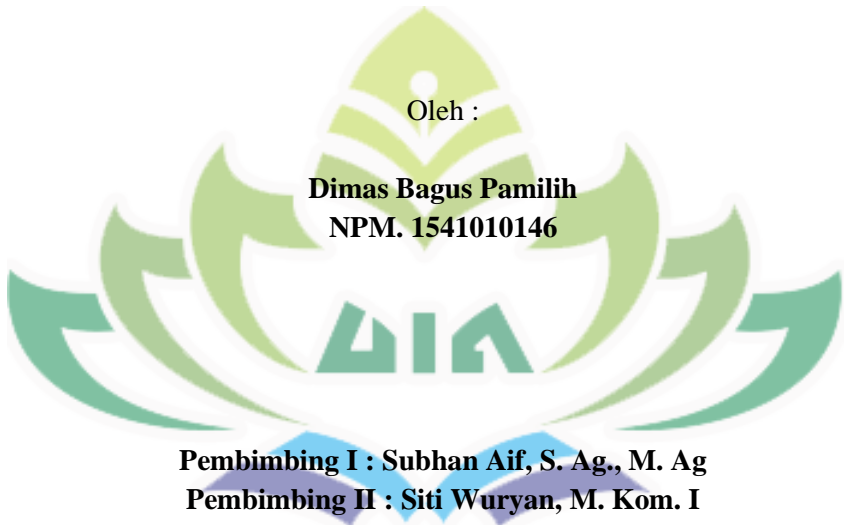 Oleh :
Dimas Bagus Pamilih
NPM. 1541010146
UIN
Pembimbing I : Subhan Aif, S. Ag., M. Ag
Pembimbing II : Siti Wuryan, M. Kom. I